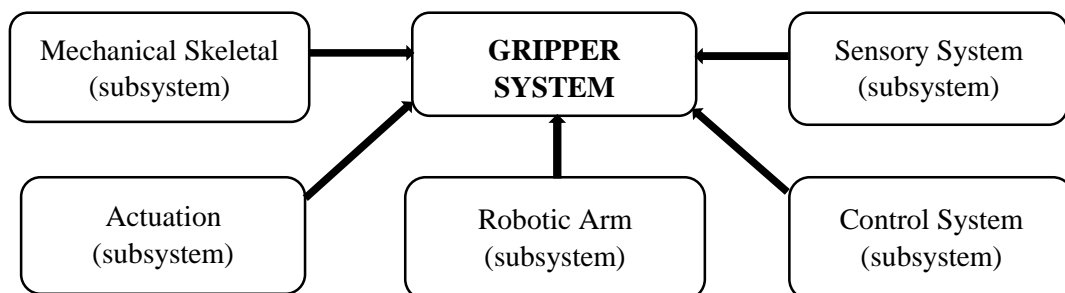 Mechanical Skeletal
(subsystem)
GRIPPER
SYSTEM
Sensory System
(subsystem)
Actuation
(subsystem)
Robotic Arm
(subsystem)
Control System
(subsystem)